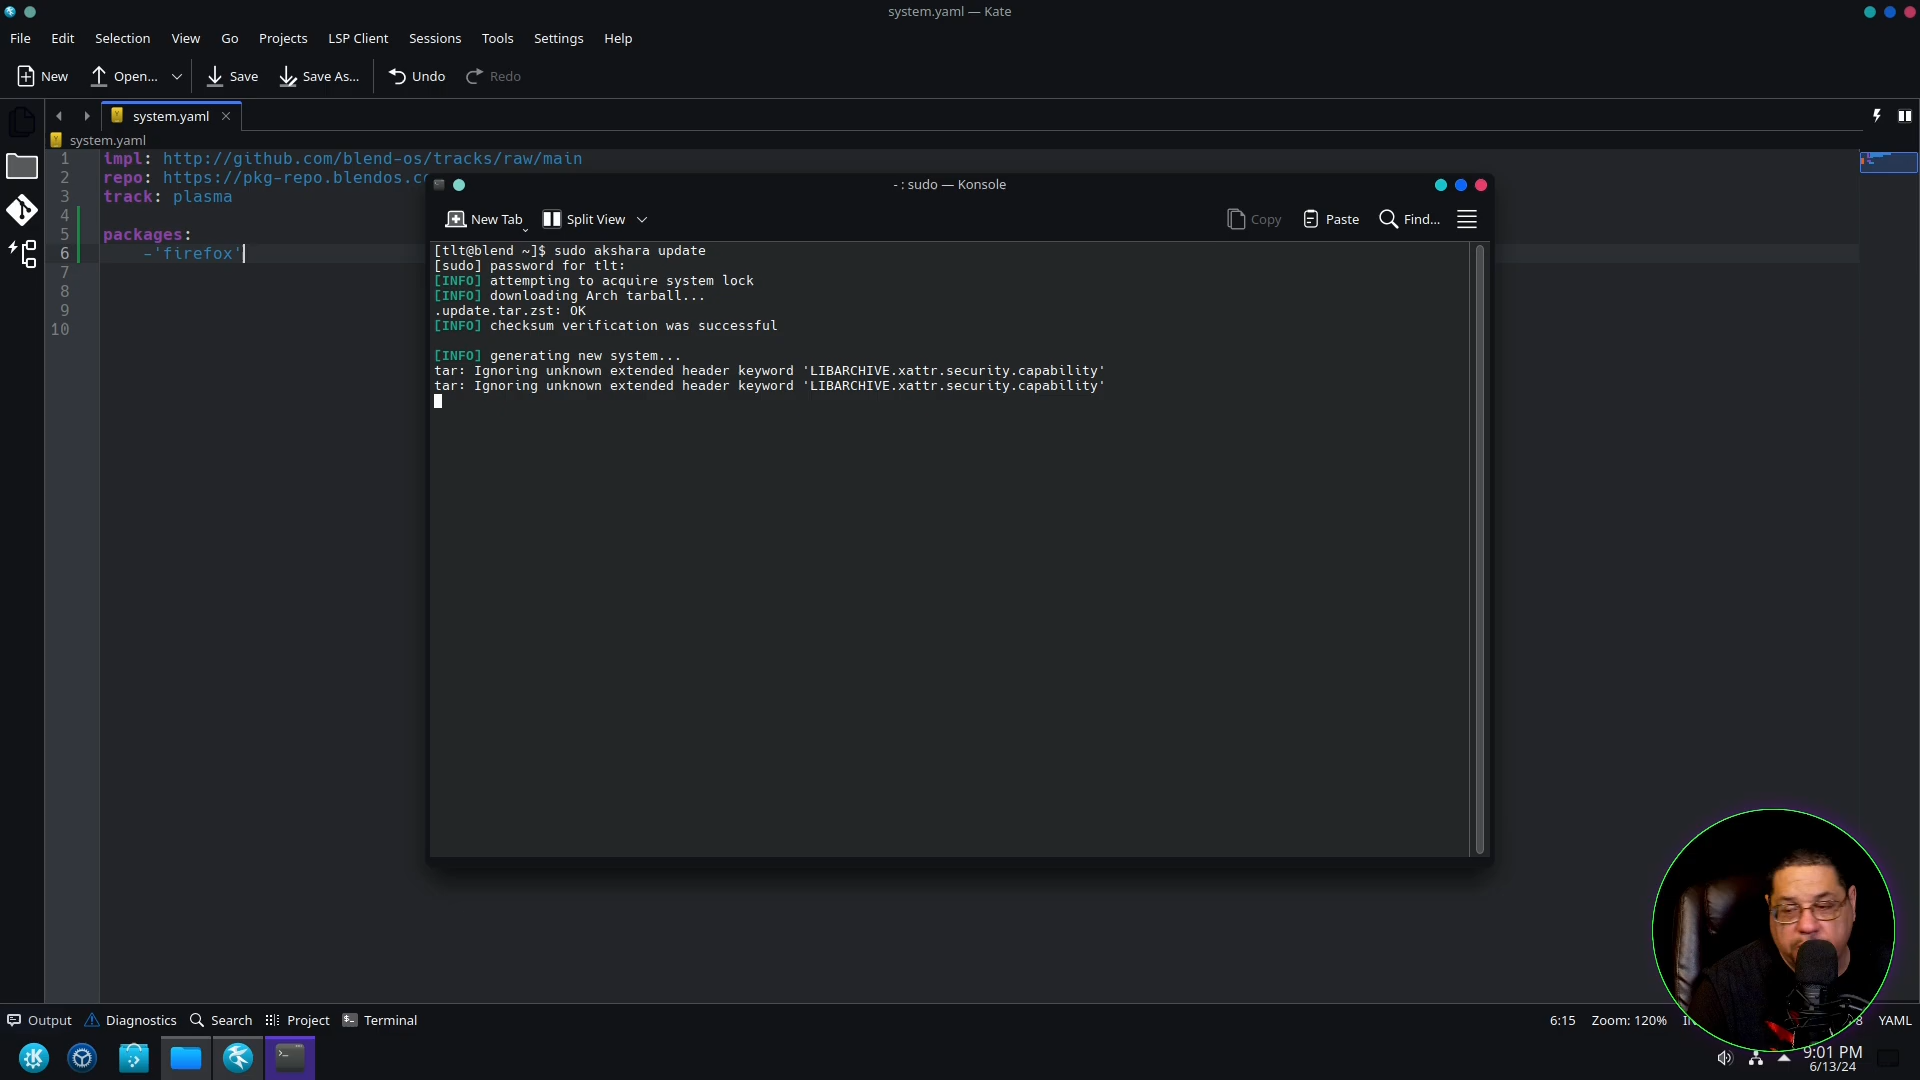 system.yaml — Kate
File Edit Selection View Go Projects LSP Client Sessions Tools Settings Help
New Open... Save Save As... Undo Redo
system.yaml
system.yaml
1 impl: http://github.com/blend-os/tracks/raw/main
2 repo: https://pkg-repo.blendos.c
3 track: plasma
4
5 packages:
6 -'firefox'
7
8
9
10
- : sudo — Konsole
New Tab Split View Copy Paste Find...
[tlt@blend ~]$ sudo akshara update
[sudo] password for tlt:
[INFO] attempting to acquire system lock
[INFO] downloading Arch tarball...
.update.tar.zst: OK
[INFO] checksum verification was successful
[INFO] generating new system...
tar: Ignoring unknown extended header keyword 'LIBARCHIVE.xattr.security.capability'
tar: Ignoring unknown extended header keyword 'LIBARCHIVE.xattr.security.capability'
Output Diagnostics Search Project Terminal
6:15 Zoom: 120% YAML
9:01 PM
6/13/24